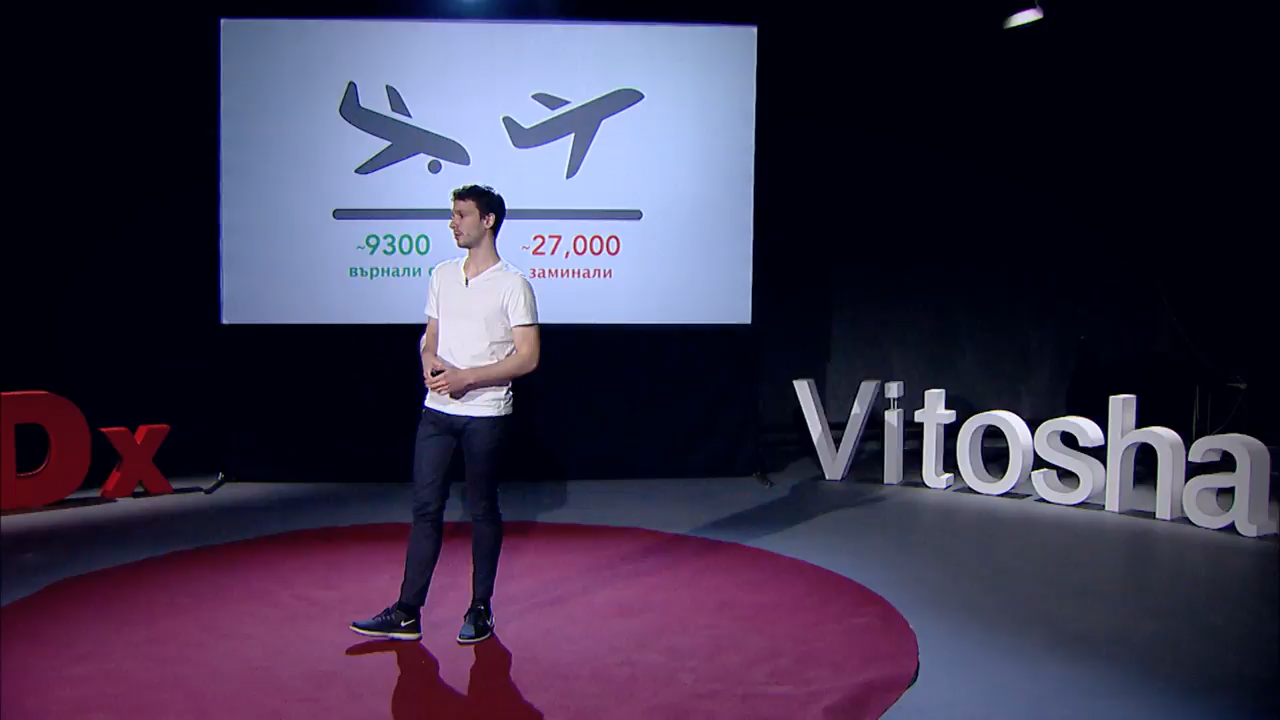 ~9300
~27,000
върнали
заминали
Dx
Vitosha